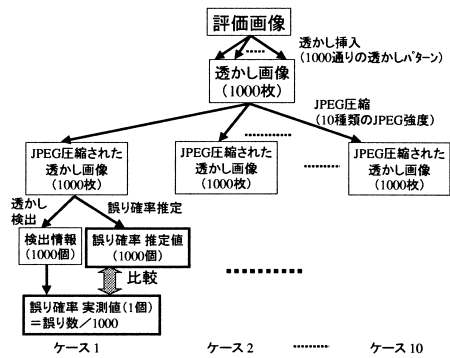 評価画像
透かし挿入
(1000通りの透かしパターン)
透かし画像
(1000枚)
JPEG圧縮
(10種類のJPEG強度)
JPEG圧縮された
透かし画像
(1000枚)
JPEG圧縮された
透かし画像
(1000枚)
JPEG圧縮された
透かし画像
(1000枚)
透かし
検出
誤り確率推定
検出情報
(1000個)
誤り確率 推定値
(1000個)
比較
誤り確率 実測値(1個)
=誤り数/1000
ケース1
ケース2
ケース10